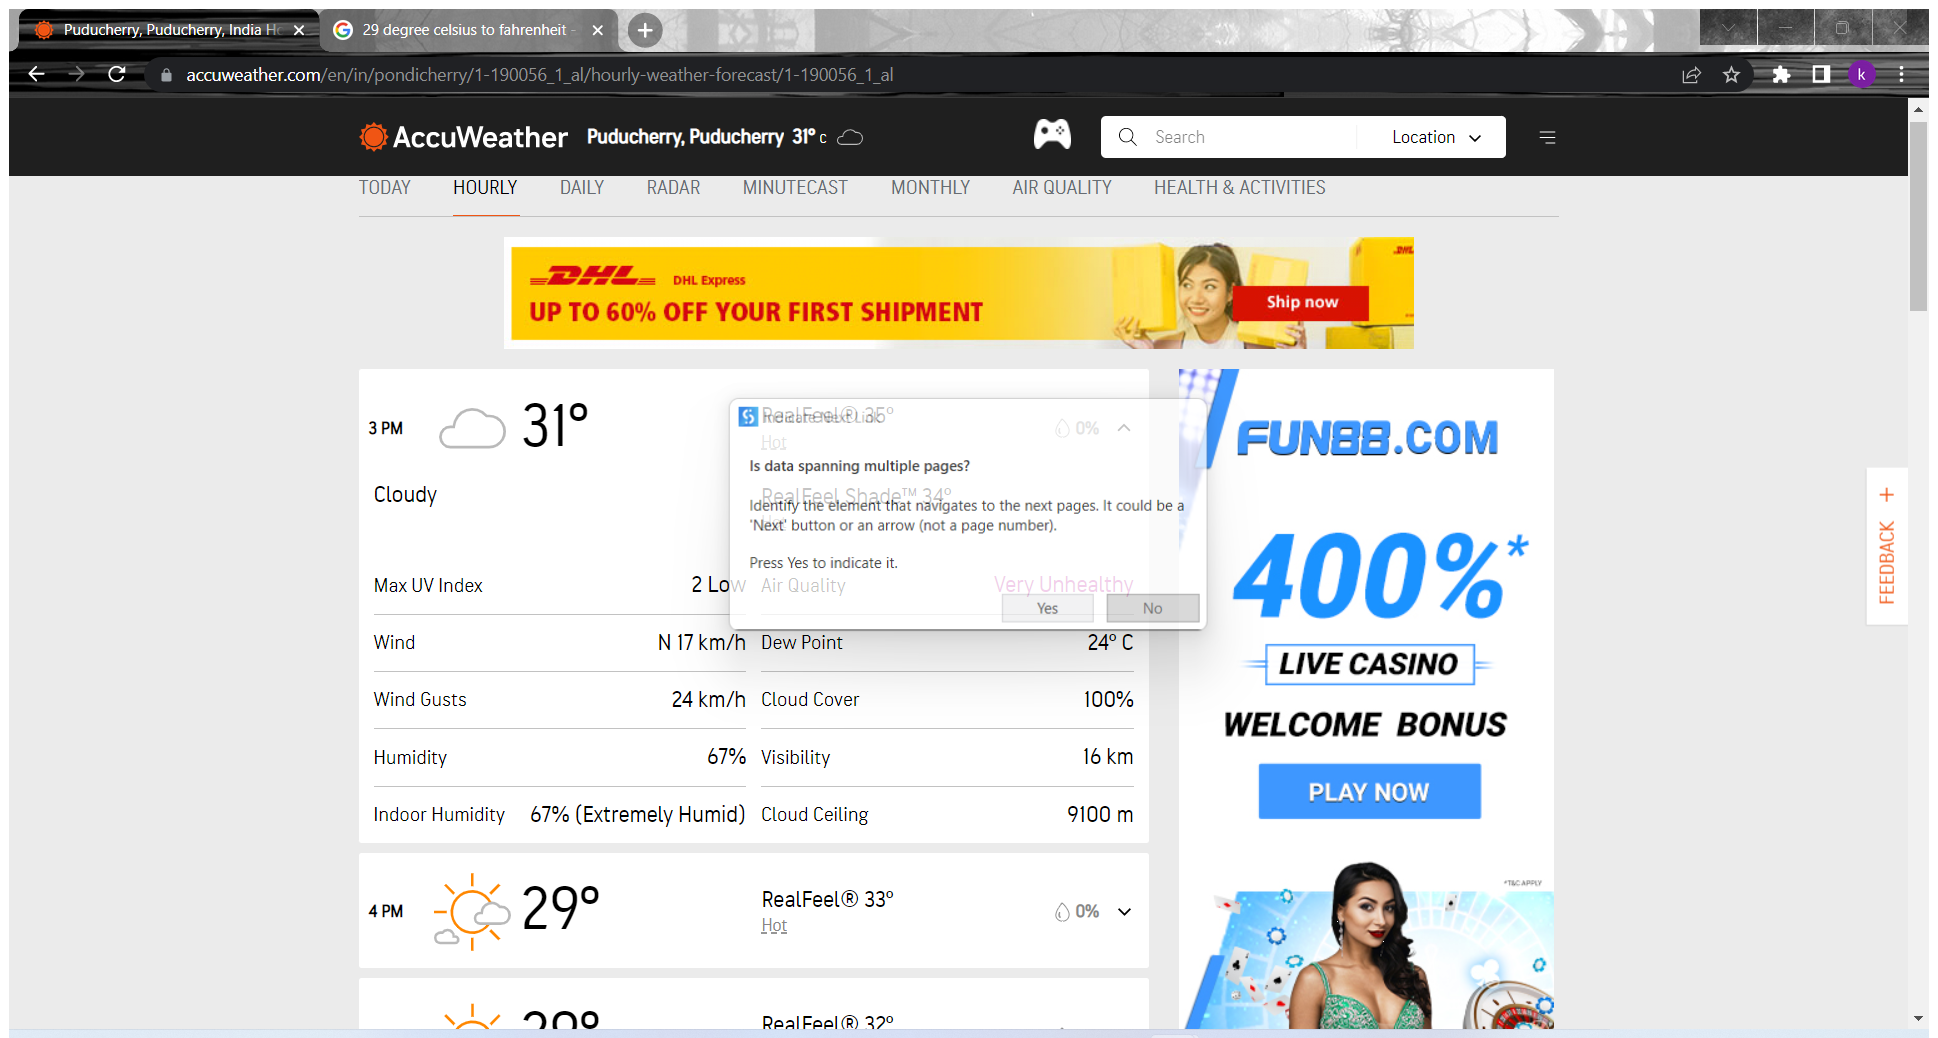 Puducherry, Puducherry, India H
29 degree celsius to fahrenheit -
accuweather.com/en/in/pondicherry/1-190056_1_al/hourly-weather-forecast/1-190056_1_al
k
AccuWeather
Puducherry, Puducherry 31° C
Search
Location
TODAY HOURLY DAILY RADAR MINUTECAST MONTHLY AIR QUALITY HEALTH & ACTIVITIES
DHL DHL Express
UP TO 60% OFF YOUR FIRST SHIPMENT
Ship now
3 PM 31°
RealFeel® 35°
Hot
0%
Cloudy
RealFeel Shade™ 34°
Indicate Next Link
Is data spanning multiple pages?
Identify the element that navigates to the next pages. It could be a
'Next' button or an arrow (not a page number).
Press Yes to indicate it.
Yes No
Max UV Index 2 Low
Air Quality Very Unhealthy
Wind N 17 km/h
Dew Point 24° C
Wind Gusts 24 km/h
Cloud Cover 100%
Humidity 67%
Visibility 16 km
Indoor Humidity 67% (Extremely Humid)
Cloud Ceiling 9100 m
4 PM 29°
RealFeel® 33°
Hot
0%
29°
RealFeel® 32°
FUN88.COM
400%*
LIVE CASINO
WELCOME BONUS
PLAY NOW
*T&C APPLY
FEEDBACK +